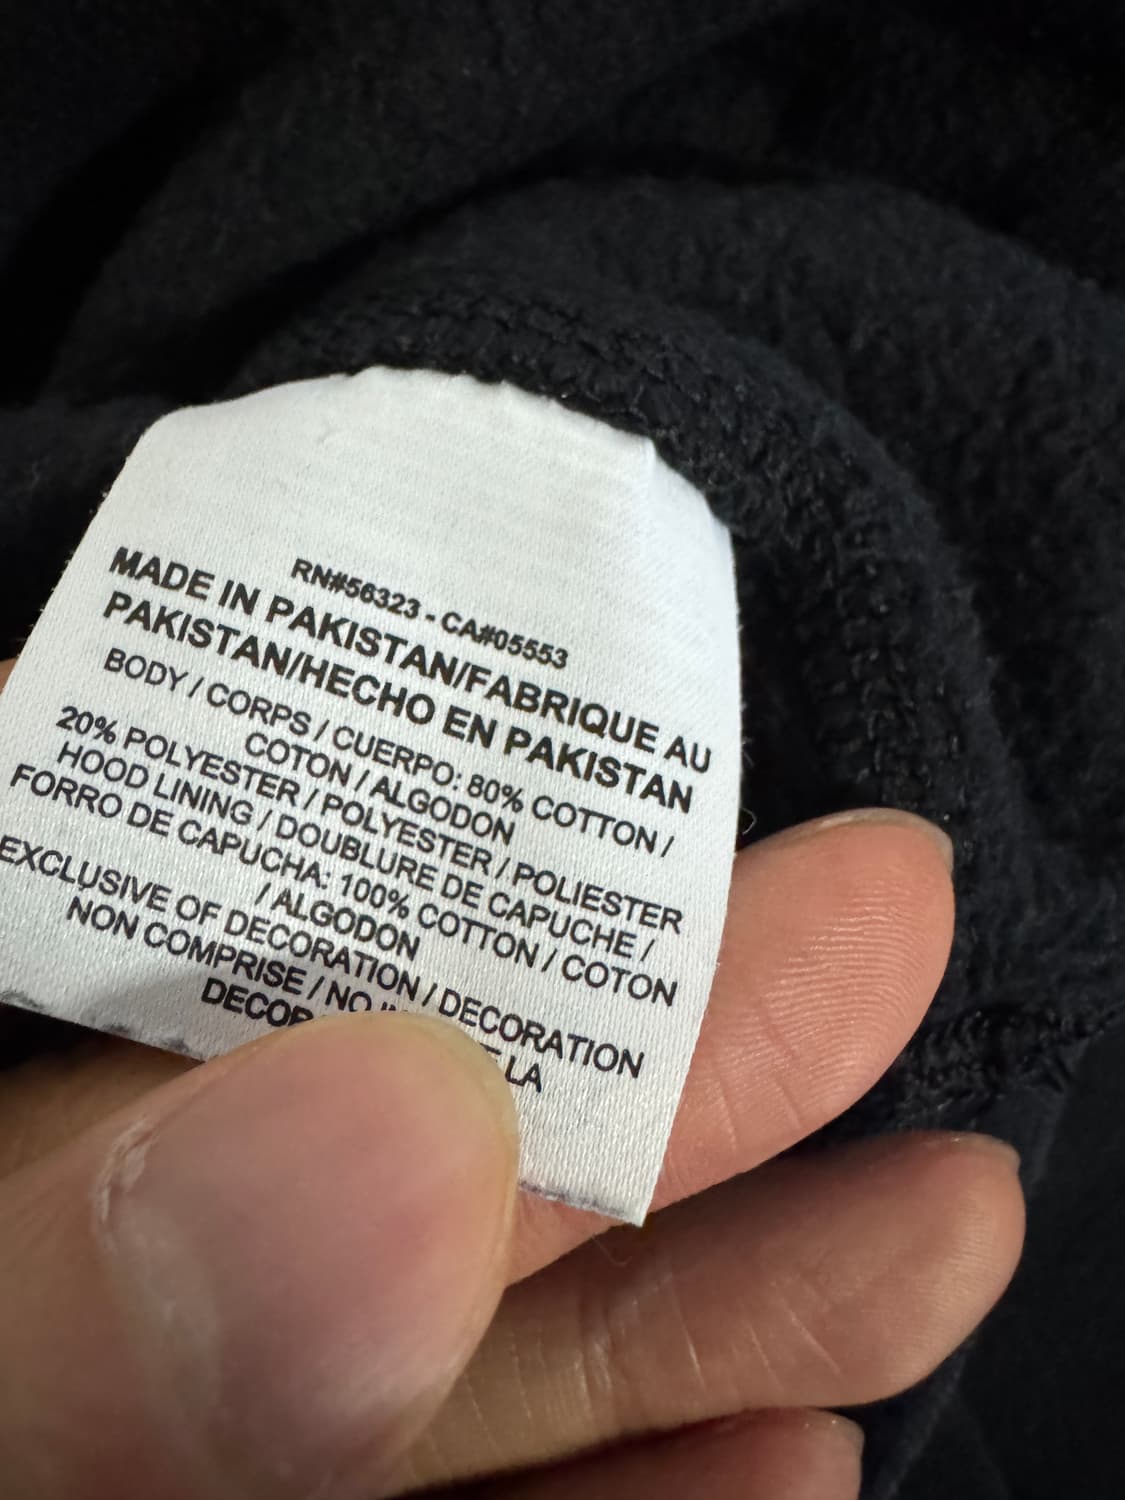 RN#56323 - CA#05553
MADE IN PAKISTAN/FABRIQUE AU
PAKISTAN/HECHO EN PAKISTAN
BODY / CORPS / CUERPO: 80% COTTON /
COTON / ALGODON
20% POLYESTER / POLYESTER / POLIESTER
HOOD LINING / DOUBLURE DE CAPUCHE /
FORRO DE CAPUCHA: 100% COTTON / COTON
/ ALGODON
EXCLUSIVE OF DECORATION / DECORATION
NON COMPRISE / NO
LA